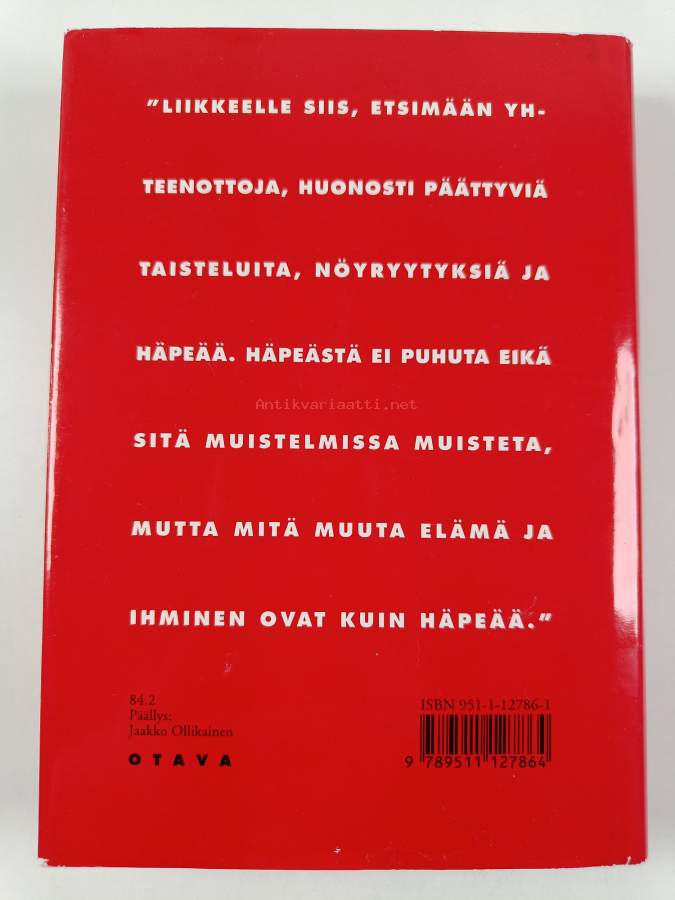 "LIIKKEELLE SIIS, ETSIMÄÄN YH-
TEENOTTOJA, HUONOSTI PÄÄTTYVIÄ
TAISTELUITA, NÖYRYYTYKSIÄ JA
HÄPEÄÄ. HÄPEÄSTÄ EI PUHUTA EIKÄ
Antikvariaatti.net
SITÄ MUISTELMISSA MUISTETA,
MUTTA MITÄ MUUTA ELÄMÄ JA
IHMINEN OVAT KUIN HÄPEÄÄ."
84.2
Päällys:
Jaakko Ollikainen
OTAVA
ISBN 951-1-12786-1
9 789511 127864